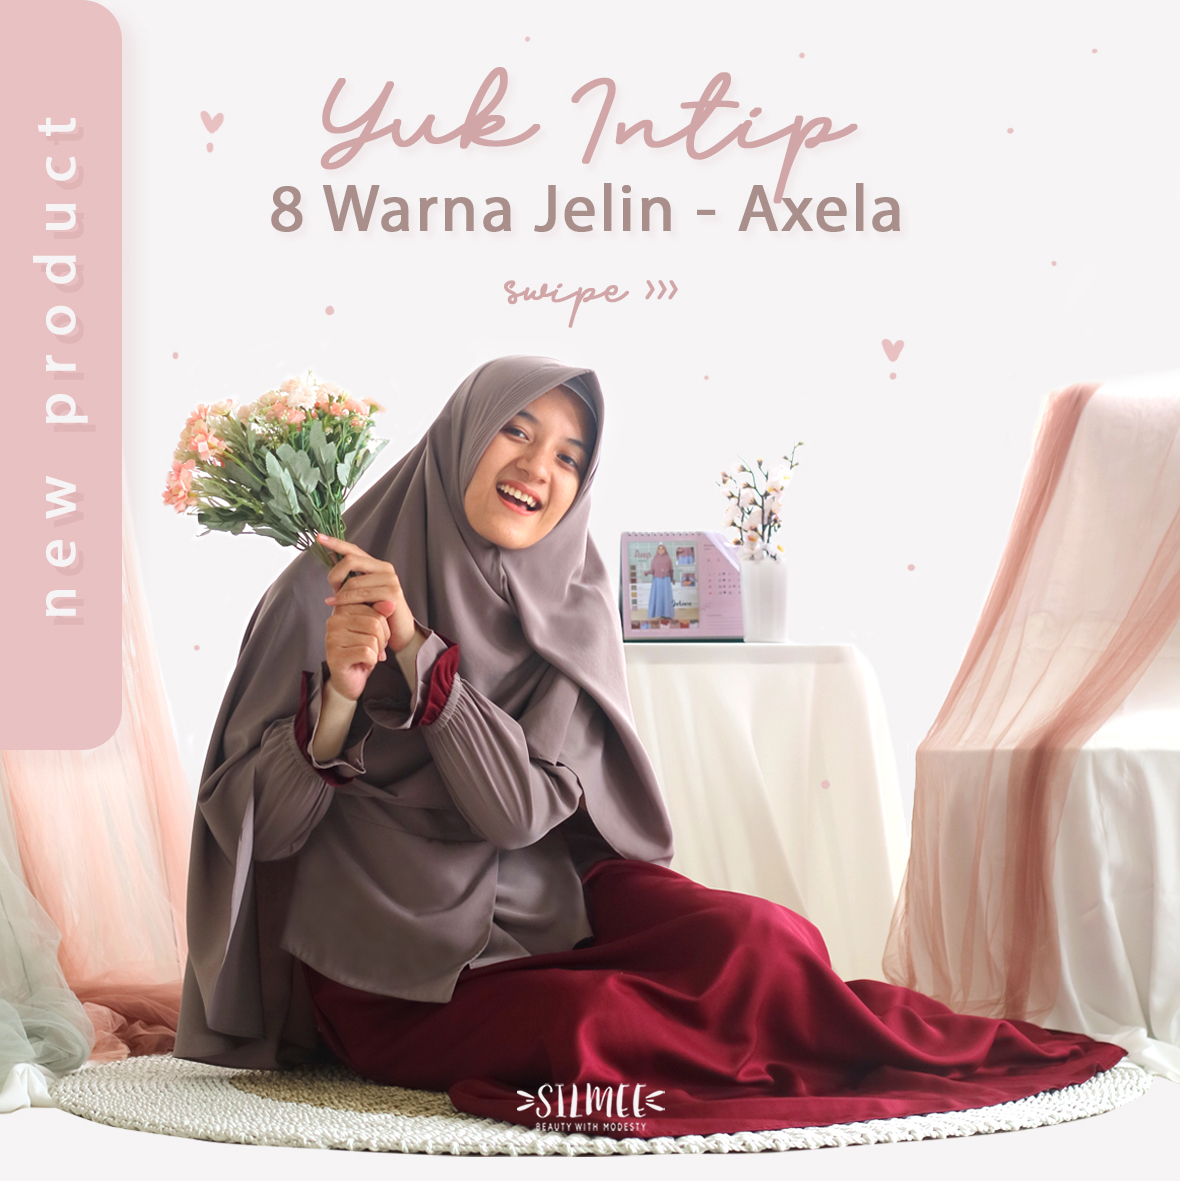 new product
Yuk Intip
8 Warna Jelin - Axela
swipe >>>
SILMEE
BEAUTY WITH MODESTY